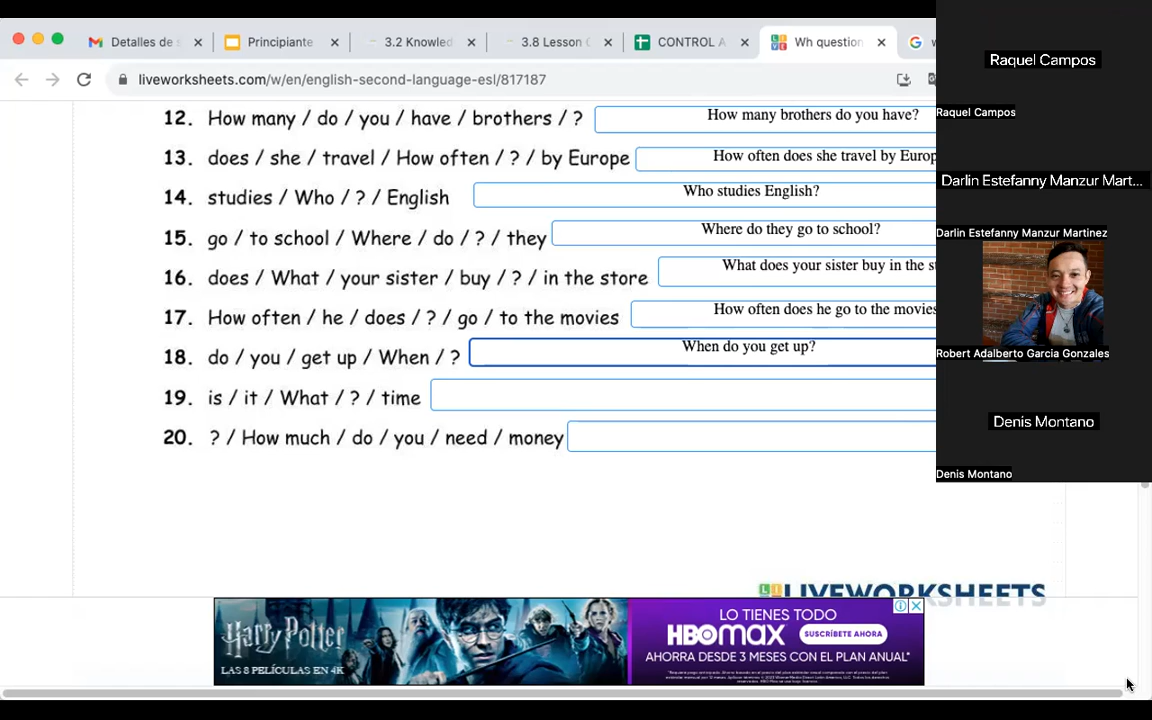 Detalles de
Principiante
3.2 Knowled
3.8 Lesson
CONTROL A
Wh question
liveworksheets.com/w/en/english-second-language-esl/817187
12. How many / do / you / have / brothers / ? How many brothers do you have?
13. does / she / travel / How often / ? / by Europe How often does she travel by Europ
14. studies / Who / ? / English Who studies English?
15. go / to school / Where / do / ? / they Where do they go to school?
16. does / What / your sister / buy / ? / in the store What does your sister buy in the s
17. How often / he / does / ? / go / to the movies How often does he go to the movies
18. do / you / get up / When / ? When do you get up?
19. is / it / What / ? / time
20. ? / How much / do / you / need / money
LIVEWORKSHEETS
Harry Potter
LAS 8 PELÍCULAS EN 4K
LO TIENES TODO
HBOmax SUSCRÍBETE AHORA
AHORA DESDE 3 MESES CON EL PLAN ANUAL*
Raquel Campos
Raquel Campos
Darlin Estefanny Manzur Mart...
Darlin Estefanny Manzur Martinez
Robert Adalberto Garcia Gonzales
Denis Montano
Denis Montano